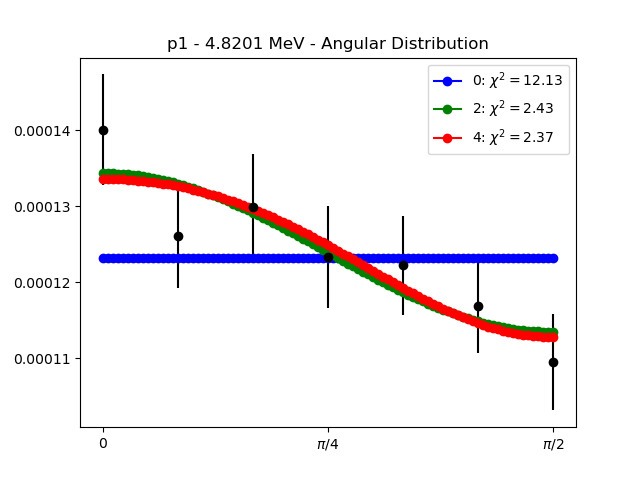 p1 - 4.8201 MeV - Angular Distribution
0: χ² = 12.13
2: χ² = 2.43
4: χ² = 2.37
0.00014
0.00013
0.00012
0.00011
0
π/4
π/2